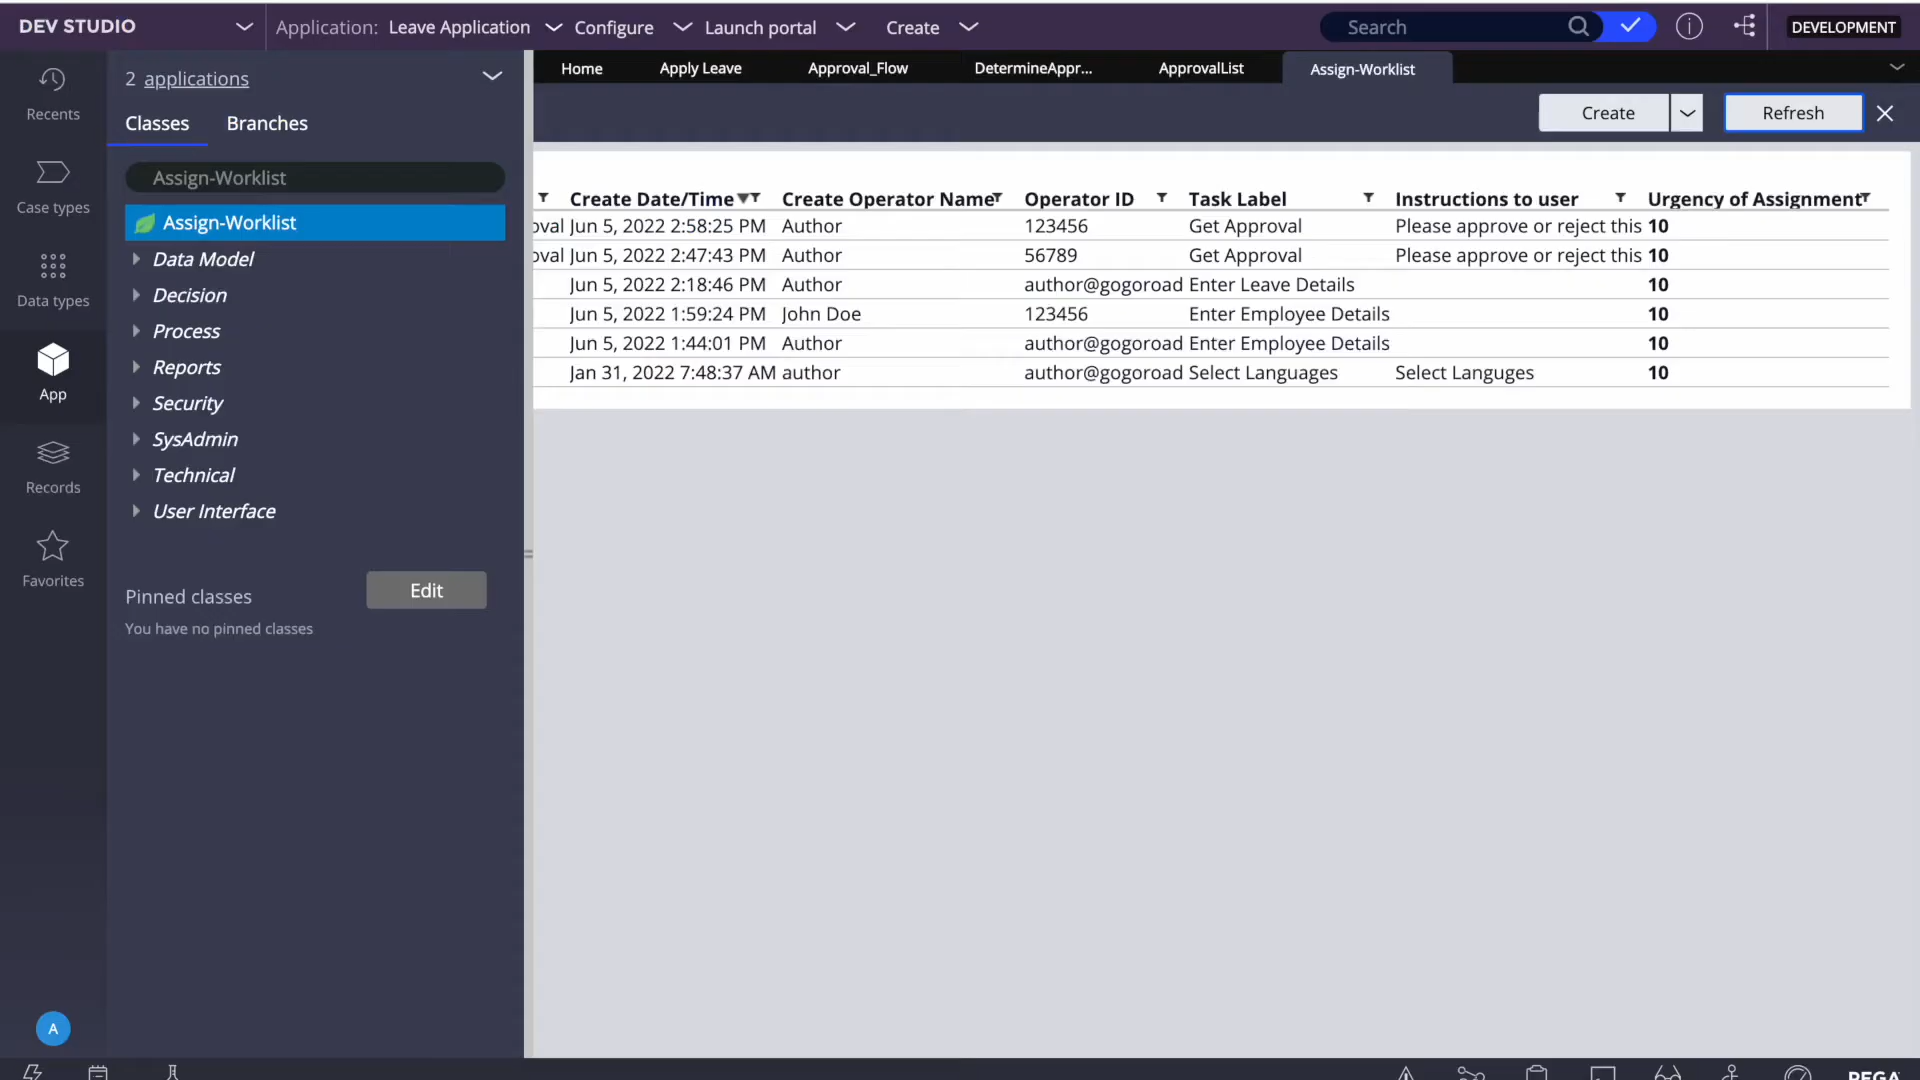 DEV STUDIO
Application: Leave Application
Configure
Launch portal
Create
Search
DEVELOPMENT
Recents
Case types
Data types
App
Records
Favorites
A
2 applications
Classes
Branches
Assign-Worklist
Assign-Worklist
Data Model
Decision
Process
Reports
Security
SysAdmin
Technical
User Interface
Pinned classes
Edit
You have no pinned classes
Home
Apply Leave
Approval_Flow
DetermineAppr...
ApprovalList
Assign-Worklist
Create
Refresh
Create Date/Time Create Operator Name Operator ID Task Label Instructions to user Urgency of Assignment
oval Jun 5, 2022 2:58:25 PM Author 123456 Get Approval Please approve or reject this 10
oval Jun 5, 2022 2:47:43 PM Author 56789 Get Approval Please approve or reject this 10
Jun 5, 2022 2:18:46 PM Author author@gogoroad Enter Leave Details 10
Jun 5, 2022 1:59:24 PM John Doe 123456 Enter Employee Details 10
Jun 5, 2022 1:44:01 PM Author author@gogoroad Enter Employee Details 10
Jan 31, 2022 7:48:37 AM author author@gogoroad Select Languages Select Languges 10
PEGA